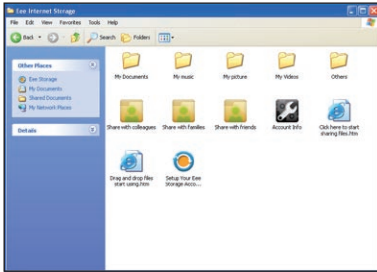 Eee Internet Storage
File Edit View Favorites Tools Help
Back Search Folders
Other Places
Eee Storage
My Documents
Shared Documents
My Network Places
Details
My Documents My music My picture My Videos Others
Share with colleagues Share with families Share with friends Account Info Click here to start
sharing files.htm
Drag and drop files
start using.htm
Setup Your Eee
Storage Acco...